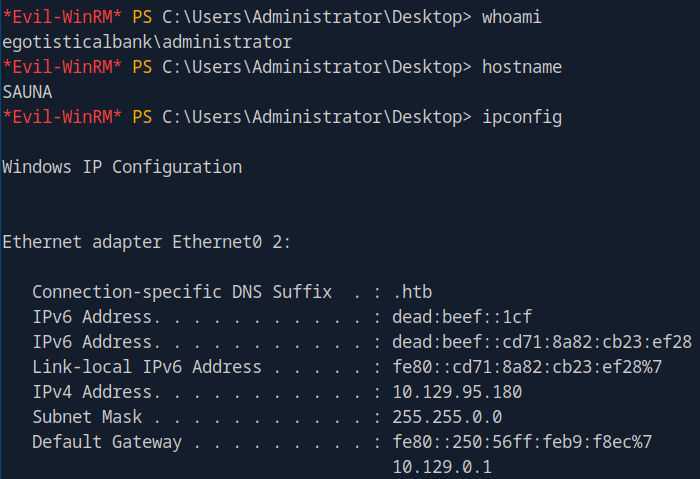 *Evil-WinRM* PS C:\Users\Administrator\Desktop> whoami
egotisticalbank\administrator
*Evil-WinRM* PS C:\Users\Administrator\Desktop> hostname
SAUNA
*Evil-WinRM* PS C:\Users\Administrator\Desktop> ipconfig
Windows IP Configuration
Ethernet adapter Ethernet0 2:
   Connection-specific DNS Suffix  . : .htb
   IPv6 Address. . . . . . . . . . . : dead:beef::1cf
   IPv6 Address. . . . . . . . . . . : dead:beef::cd71:8a82:cb23:ef28
   Link-local IPv6 Address . . . . . : fe80::cd71:8a82:cb23:ef28%7
   IPv4 Address. . . . . . . . . . . : 10.129.95.180
   Subnet Mask . . . . . . . . . . . : 255.255.0.0
   Default Gateway . . . . . . . . . : fe80::250:56ff:feb9:f8ec%7
                                       10.129.0.1